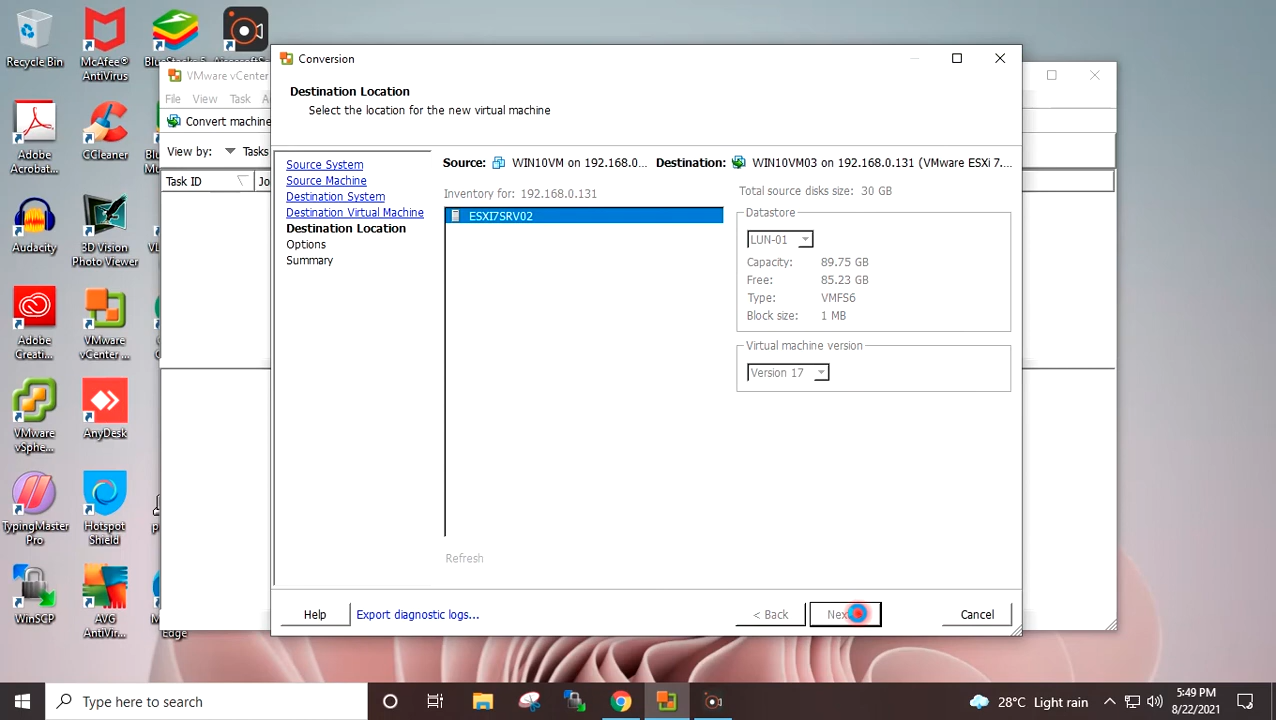 Recycle Bin
McAfee® AntiVirus
BlueStacks 5
VMware vCenter
File View Task
Convert machine
View by: Tasks
Task ID
Conversion
Destination Location
Select the location for the new virtual machine
Source System
Source Machine
Destination System
Destination Virtual Machine
Destination Location
Options
Summary
Source: WIN10VM on 192.168.0... Destination: WIN10VM03 on 192.168.0.131 (VMware ESXi 7....
Inventory for: 192.168.0.131
ESXI7SRV02
Total source disks size: 30 GB
Datastore
LUN-01
Capacity: 89.75 GB
Free: 85.23 GB
Type: VMFS6
Block size: 1 MB
Virtual machine version
Version 17
Refresh
Help Export diagnostic logs... < Back Cancel
Adobe Acrobat...
CCleaner
Audacity
3D Vision Photo Viewer
Adobe Creati...
VMware vCenter ...
VMware vSphe...
AnyDesk
TypingMaster Pro
Hotspot Shield
WinSCP
AVG AntiVir...
Edge
Type here to search
28°C Light rain
5:49 PM
8/22/2021